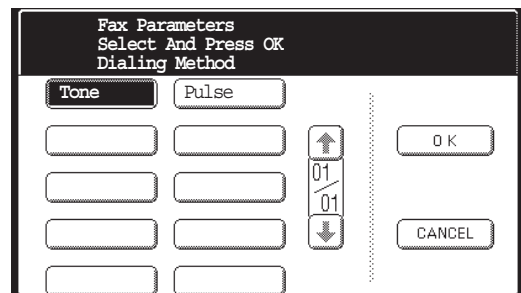 Fax Parameters
Select And Press OK
Dialing Method
Tone
Pulse
OK
01
01
CANCEL